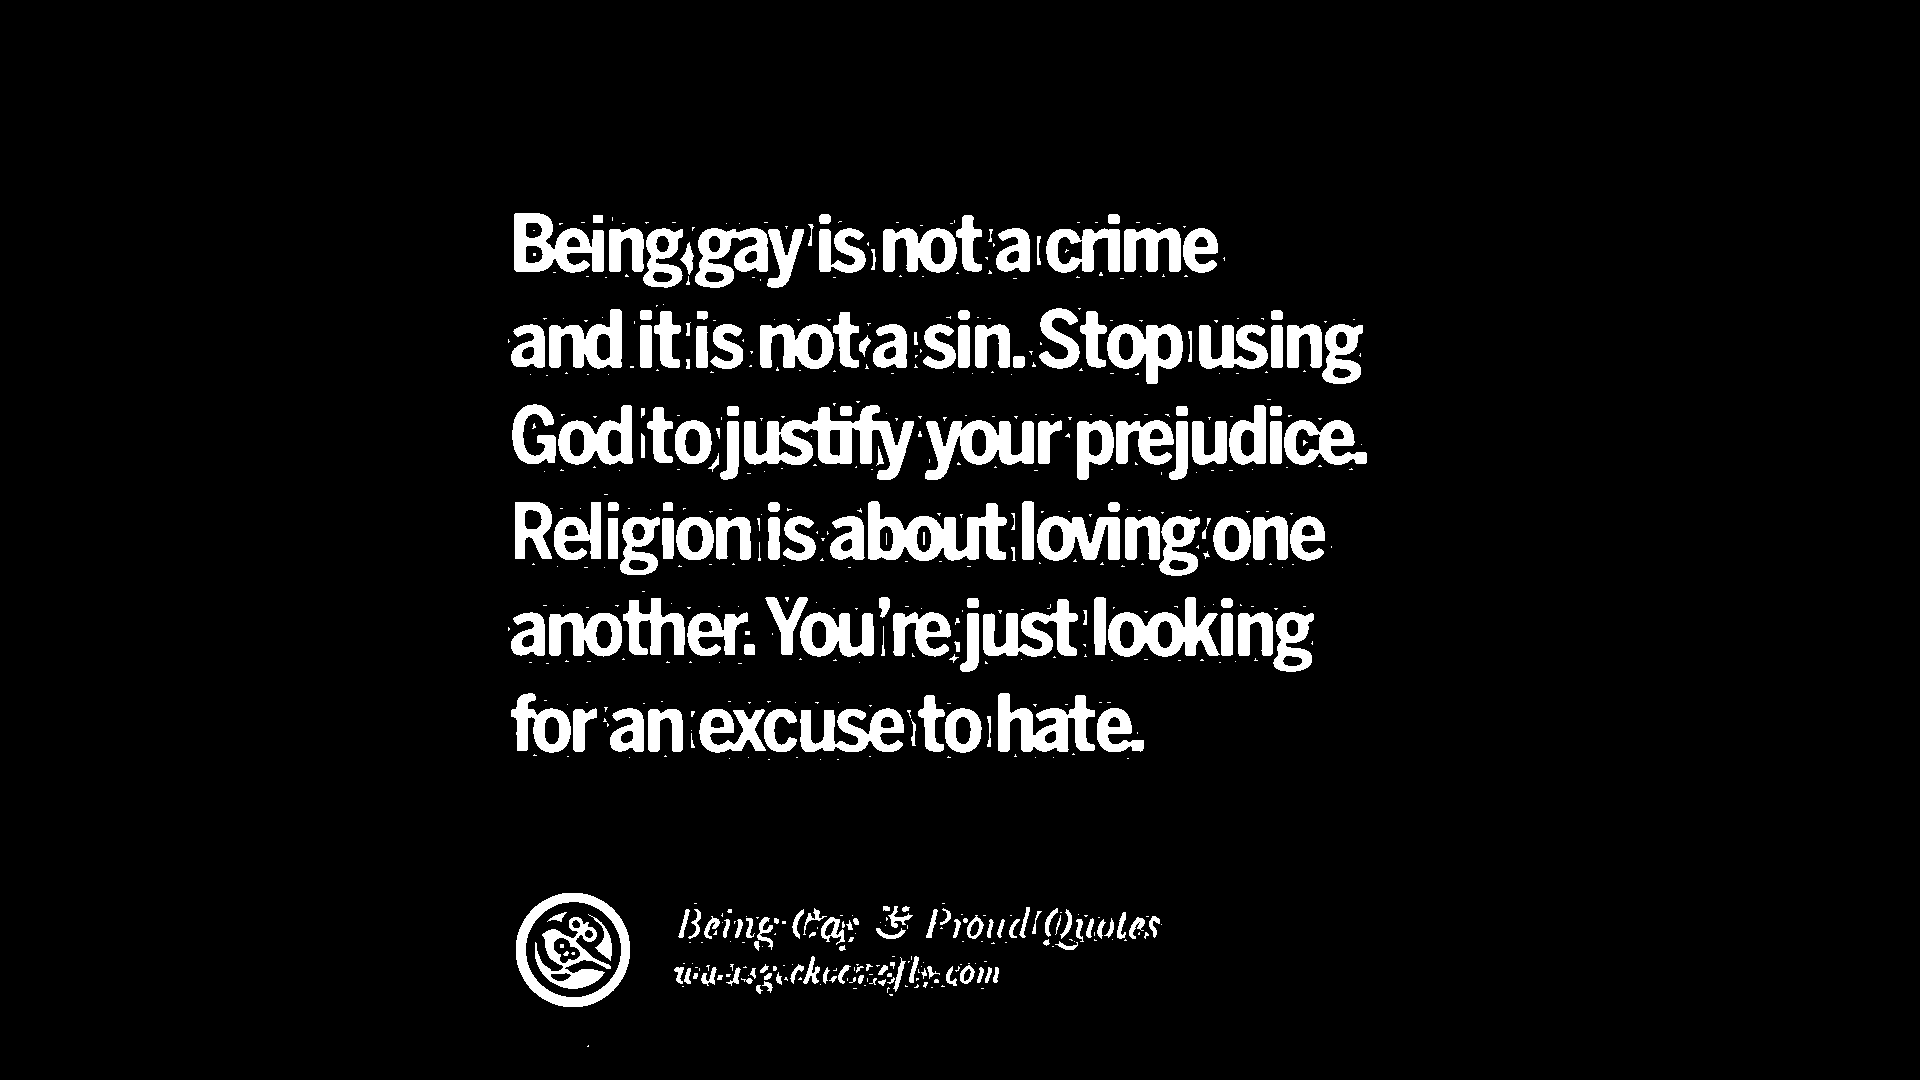 Being gay is not a crime
and it is not a sin. Stop using
God to justify your prejudice.
Religion is about loving one
another. You're just looking
for an excuse to hate.
Being Gay & Proud Quotes